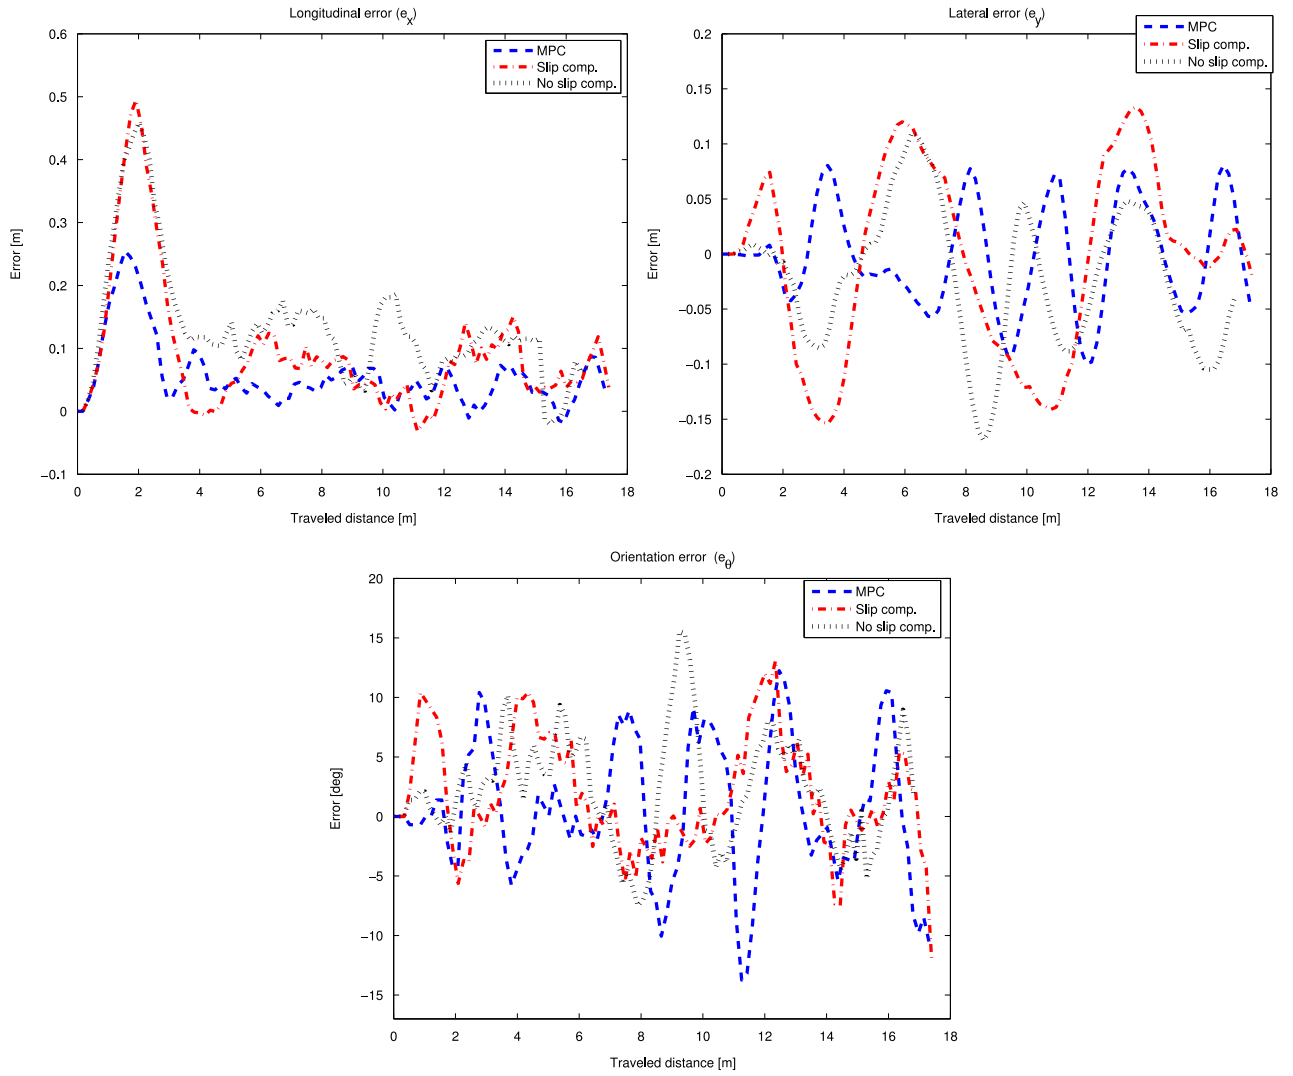 Longitudinal error (e_x)
0.6
0.5
0.4
0.3
0.2
0.1
0
−0.1
Error [m]
0 2 4 6 8 10 12 14 16 18
Traveled distance [m]
MPC
Slip comp.
No slip comp.
Lateral error (e_y)
0.2
0.15
0.1
0.05
0
−0.05
−0.1
−0.15
−0.2
Error [m]
0 2 4 6 8 10 12 14 16 18
Traveled distance [m]
MPC
Slip comp.
No slip comp.
Orientation error (e_θ)
20
15
10
5
0
−5
−10
−15
Error [deg]
0 2 4 6 8 10 12 14 16 18
Traveled distance [m]
MPC
Slip comp.
No slip comp.